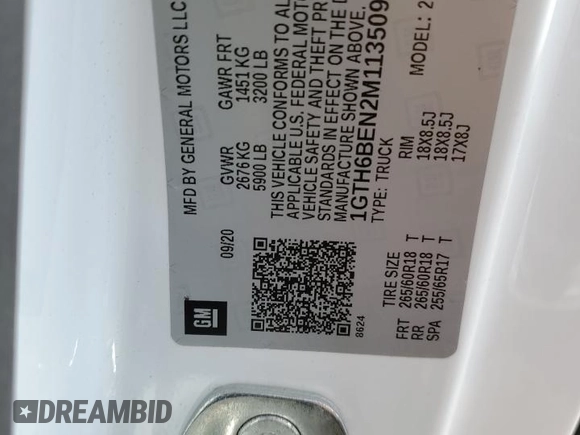 MFD BY GENERAL MOTORS LLC
09/20
GVWR
2676 KG
5900 LB
GAWR FRT
1451 KG
3200 LB
THIS VEHICLE CONFORMS TO AL
APPLICABLE U.S. FEDERAL MOTOR
VEHICLE SAFETY AND THEFT PRE
STANDARDS IN EFFECT ON THE D
MANUFACTURE SHOWN ABOVE.
1GTH6BEN2M113509
TYPE: TRUCK
MODEL: 2
TIRE SIZE
RIM
FRT 265/60R18 T 18X8.5J
RR 265/60R18 T 18X8.5J
SPA 255/65R17 T 17X8J
GM
8624
DREAMBID